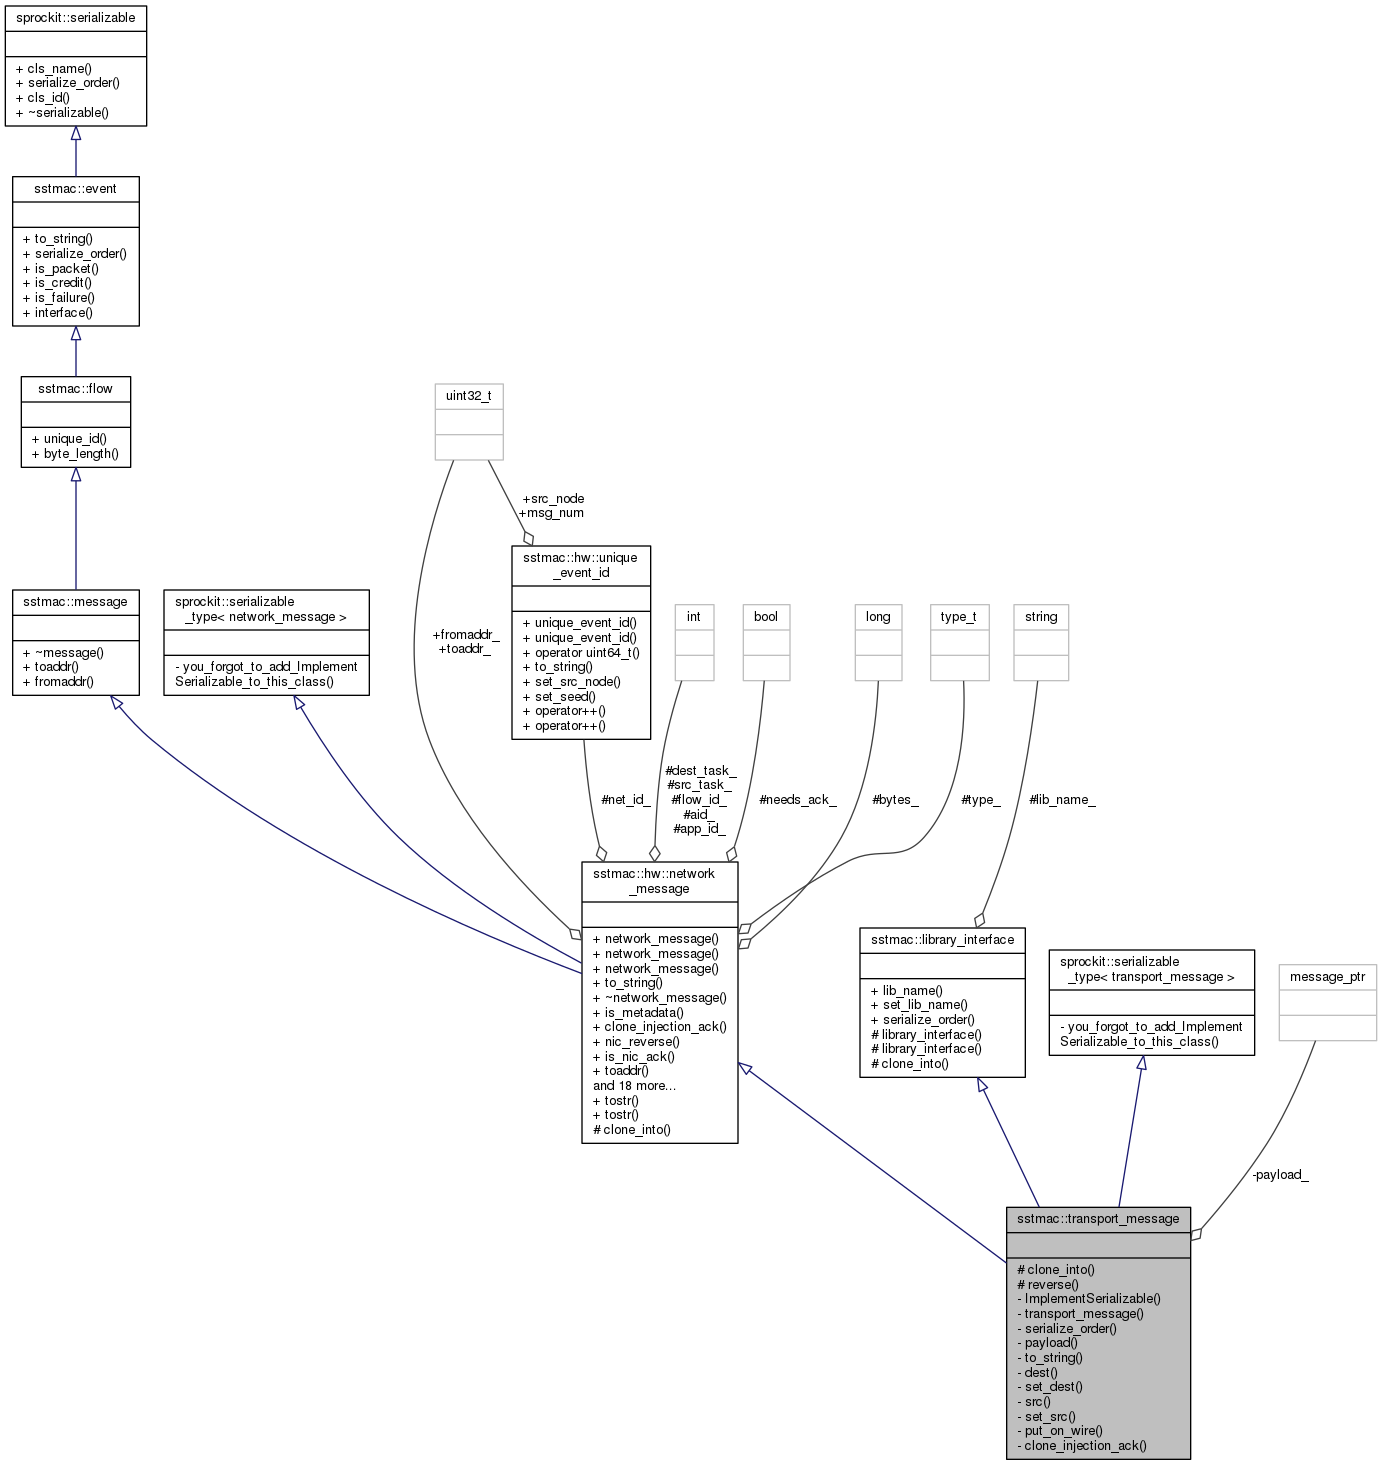 sprockit::serializable
+ cls_name()
+ serialize_order()
+ cls_id()
+ ~serializable()
sstmac::event
+ to_string()
+ serialize_order()
+ is_packet()
+ is_credit()
+ is_failure()
+ interface()
sstmac::flow
+ unique_id()
+ byte_length()
uint32_t
+src_node
+msg_num
sstmac::hw::unique
_event_id
+ unique_event_id()
+ unique_event_id()
+ operator uint64_t()
+ to_string()
+ set_src_node()
+ set_seed()
+ operator++()
+ operator++()
sstmac::message
+ ~message()
+ toaddr()
+ fromaddr()
sprockit::serializable
_type< network_message >
- you_forgot_to_add_Implement
Serializable_to_this_class()
+fromaddr_
+toaddr_
int
bool
long
type_t
string
#net_id_
#dest_task_
#src_task_
#flow_id_
#aid_
#app_id_
#needs_ack_
#bytes_
#type_
#lib_name_
sstmac::hw::network
_message
+ network_message()
+ network_message()
+ network_message()
+ to_string()
+ ~network_message()
+ is_metadata()
+ clone_injection_ack()
+ nic_reverse()
+ is_nic_ack()
+ toaddr()
and 18 more...
+ tostr()
+ tostr()
# clone_into()
sstmac::library_interface
+ lib_name()
+ set_lib_name()
+ serialize_order()
# library_interface()
# library_interface()
# clone_into()
sprockit::serializable
_type< transport_message >
- you_forgot_to_add_Implement
Serializable_to_this_class()
message_ptr
-payload_
sstmac::transport_message
# clone_into()
# reverse()
- ImplementSerializable()
- transport_message()
- serialize_order()
- payload()
- to_string()
- dest()
- set_dest()
- src()
- set_src()
- put_on_wire()
- clone_injection_ack()